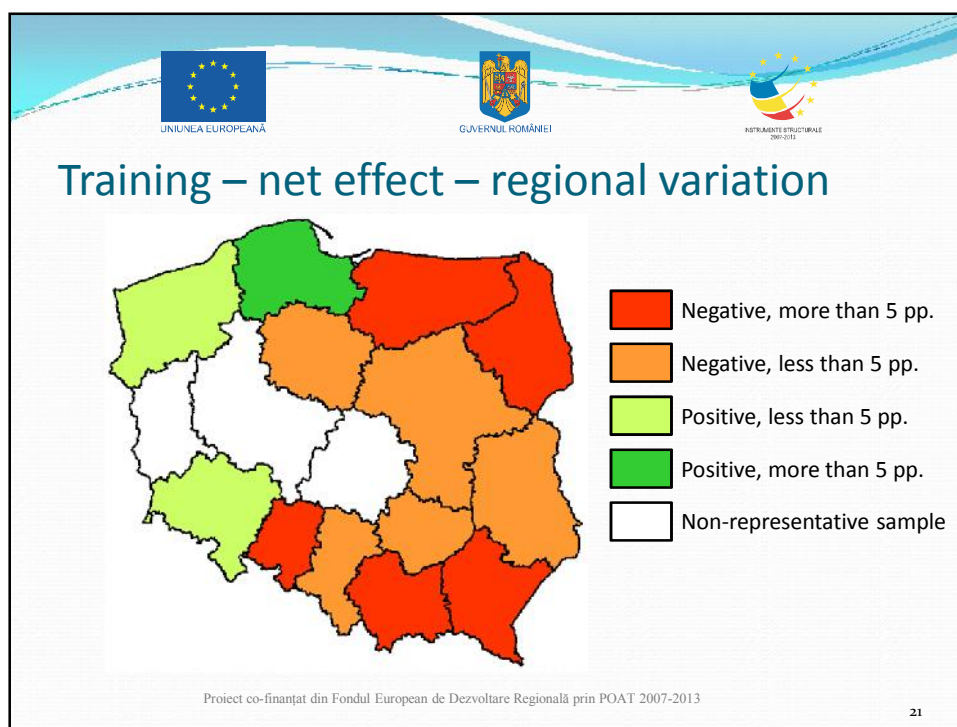 UNIUNEA EUROPEANĂ
GUVERNUL ROMÂNIEI
INSTRUMENTE STRUCTURALE
2007-2013
Training – net effect – regional variation
Negative, more than 5 pp.
Negative, less than 5 pp.
Positive, less than 5 pp.
Positive, more than 5 pp.
Non-representative sample
Proiect co-finanțat din Fondul European de Dezvoltare Regională prin POAT 2007-2013
21